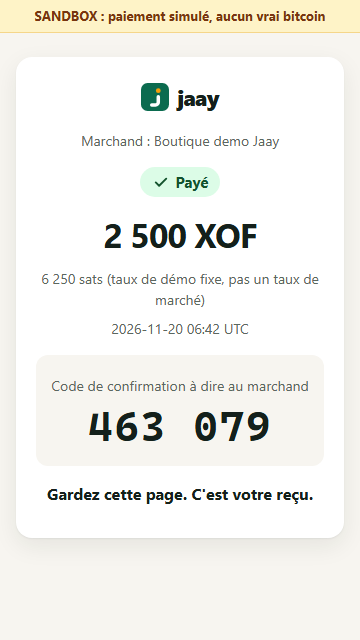 SANDBOX : paiement simulé, aucun vrai bitcoin
jaay
Marchand : Boutique demo Jaay
Payé
2 500 XOF
6 250 sats (taux de démo fixe, pas un taux de
marché)
2026-11-20 06:42 UTC
Code de confirmation à dire au marchand
463 079
Gardez cette page. C'est votre reçu.